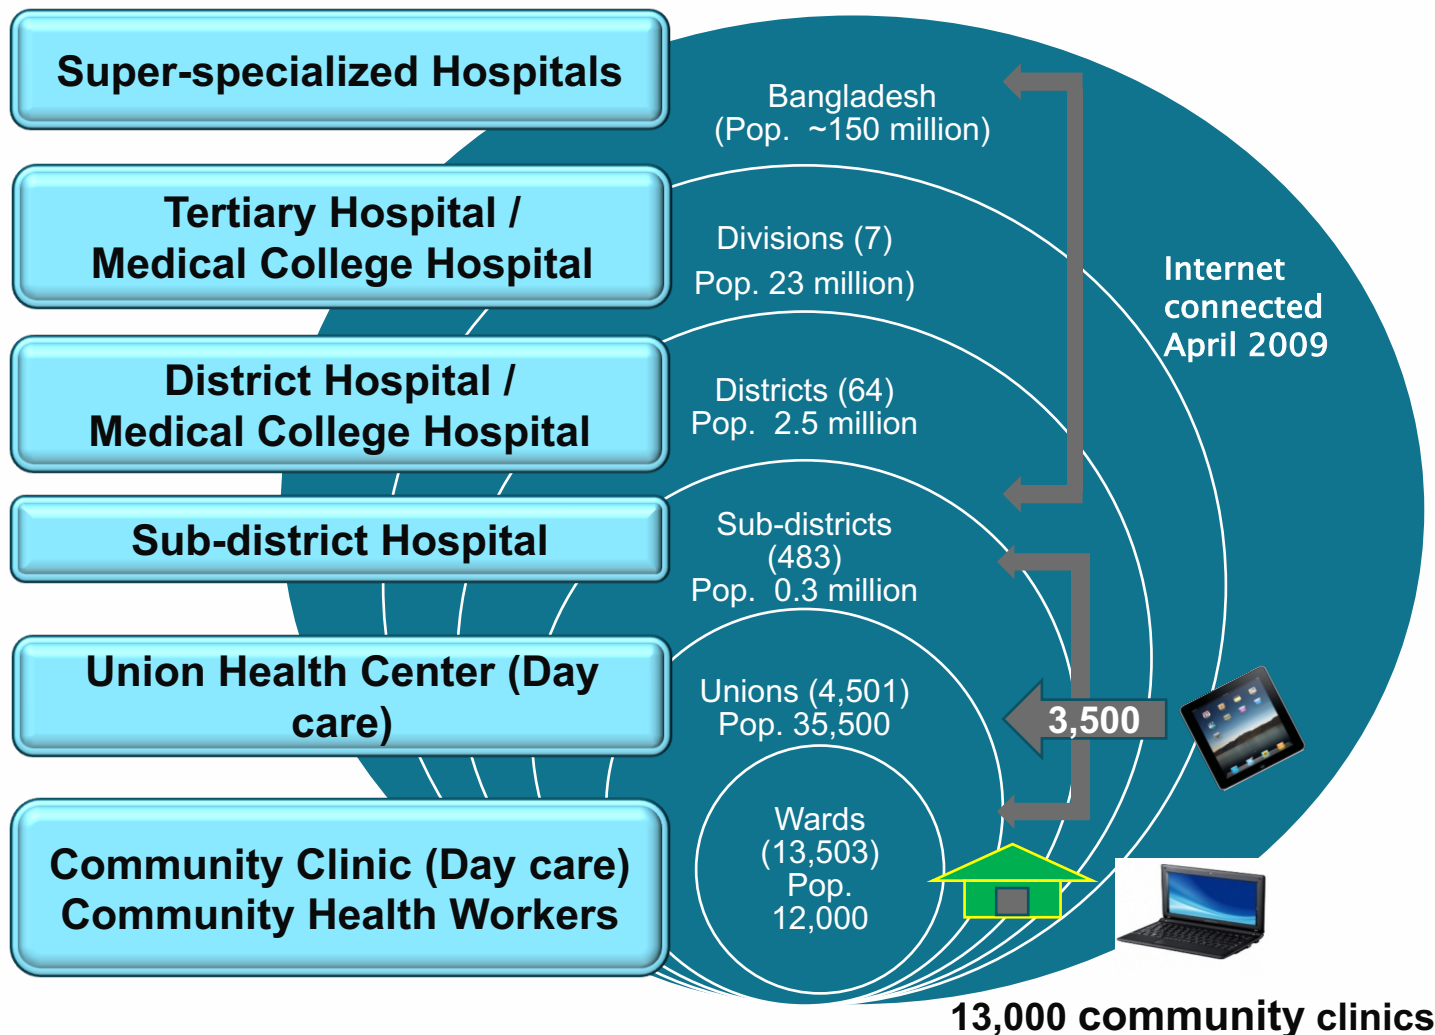 Super-specialized Hospitals
Bangladesh
(Pop.  ~150 million)
Tertiary Hospital /
Medical College Hospital
Divisions (7)
Pop. 23 million)
Internet
connected
April 2009
District Hospital /
Medical College Hospital
Districts (64)
Pop.  2.5 million
Sub-district Hospital
Sub-districts
(483)
Pop.  0.3 million
Union Health Center (Day
care)
Unions (4,501)
Pop. 35,500
3,500
Community Clinic (Day care)
Community Health Workers
Wards
(13,503)
Pop.
12,000
13,000 community clinics